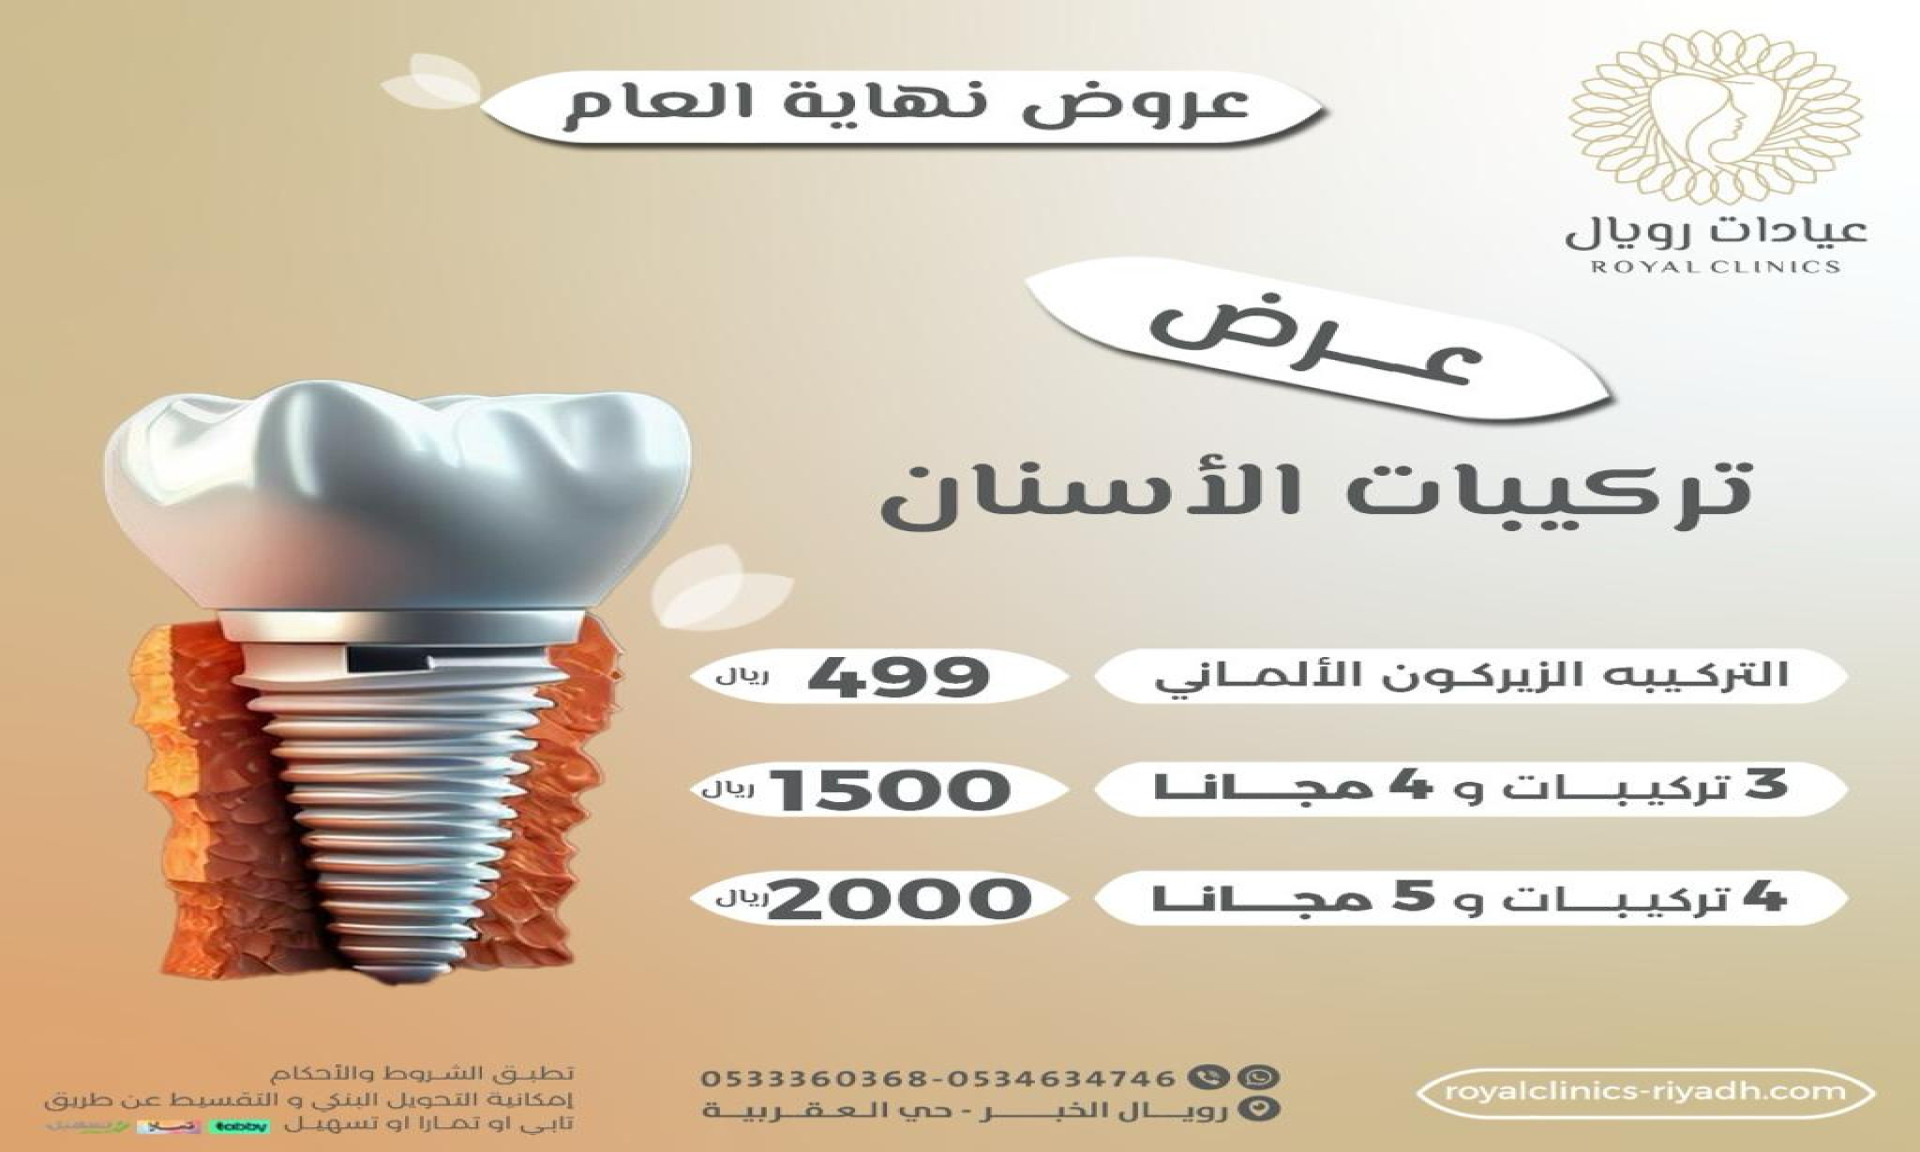 عروض نهاية العام
عيادات رويال
ROYAL CLINICS
عرض
تركيبات الأسنان
التركيبه الزيركون الألماني 499 ريال
3 تركيبات و 4 مجانا 1500 ريال
4 تركيبات و 5 مجانا 2000 ريال
تطبق الشروط والأحكام
إمكانية التحويل البنكي و التقسيط عن طريق
تابي او تمارا او تسهيل tabby تمارا تسهيل
0533360368-0534634746
رويال الخبر - حي العقربية
royalclinics-riyadh.com